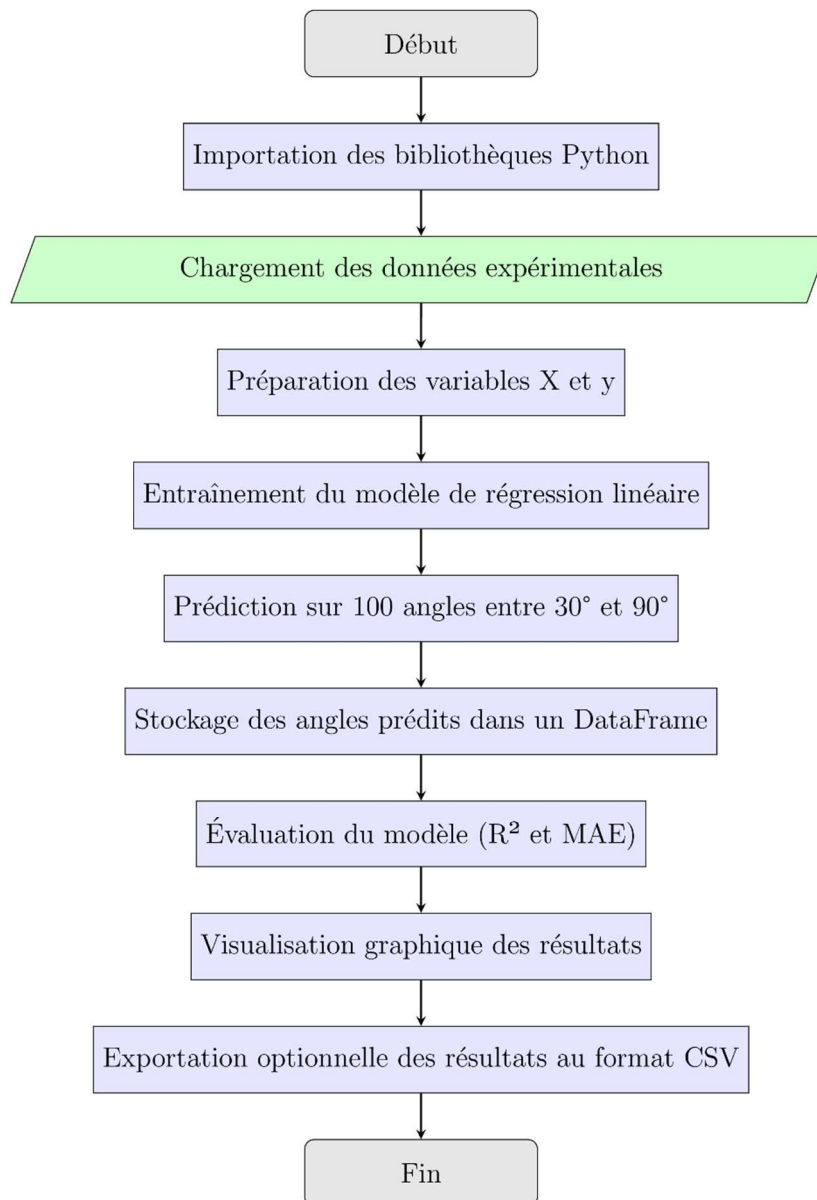 Début
Importation des bibliothèques Python
Chargement des données expérimentales
Préparation des variables X et y
Entraînement du modèle de régression linéaire
Prédiction sur 100 angles entre 30° et 90°
Stockage des angles prédits dans un DataFrame
Évaluation du modèle (R² et MAE)
Visualisation graphique des résultats
Exportation optionnelle des résultats au format CSV
Fin